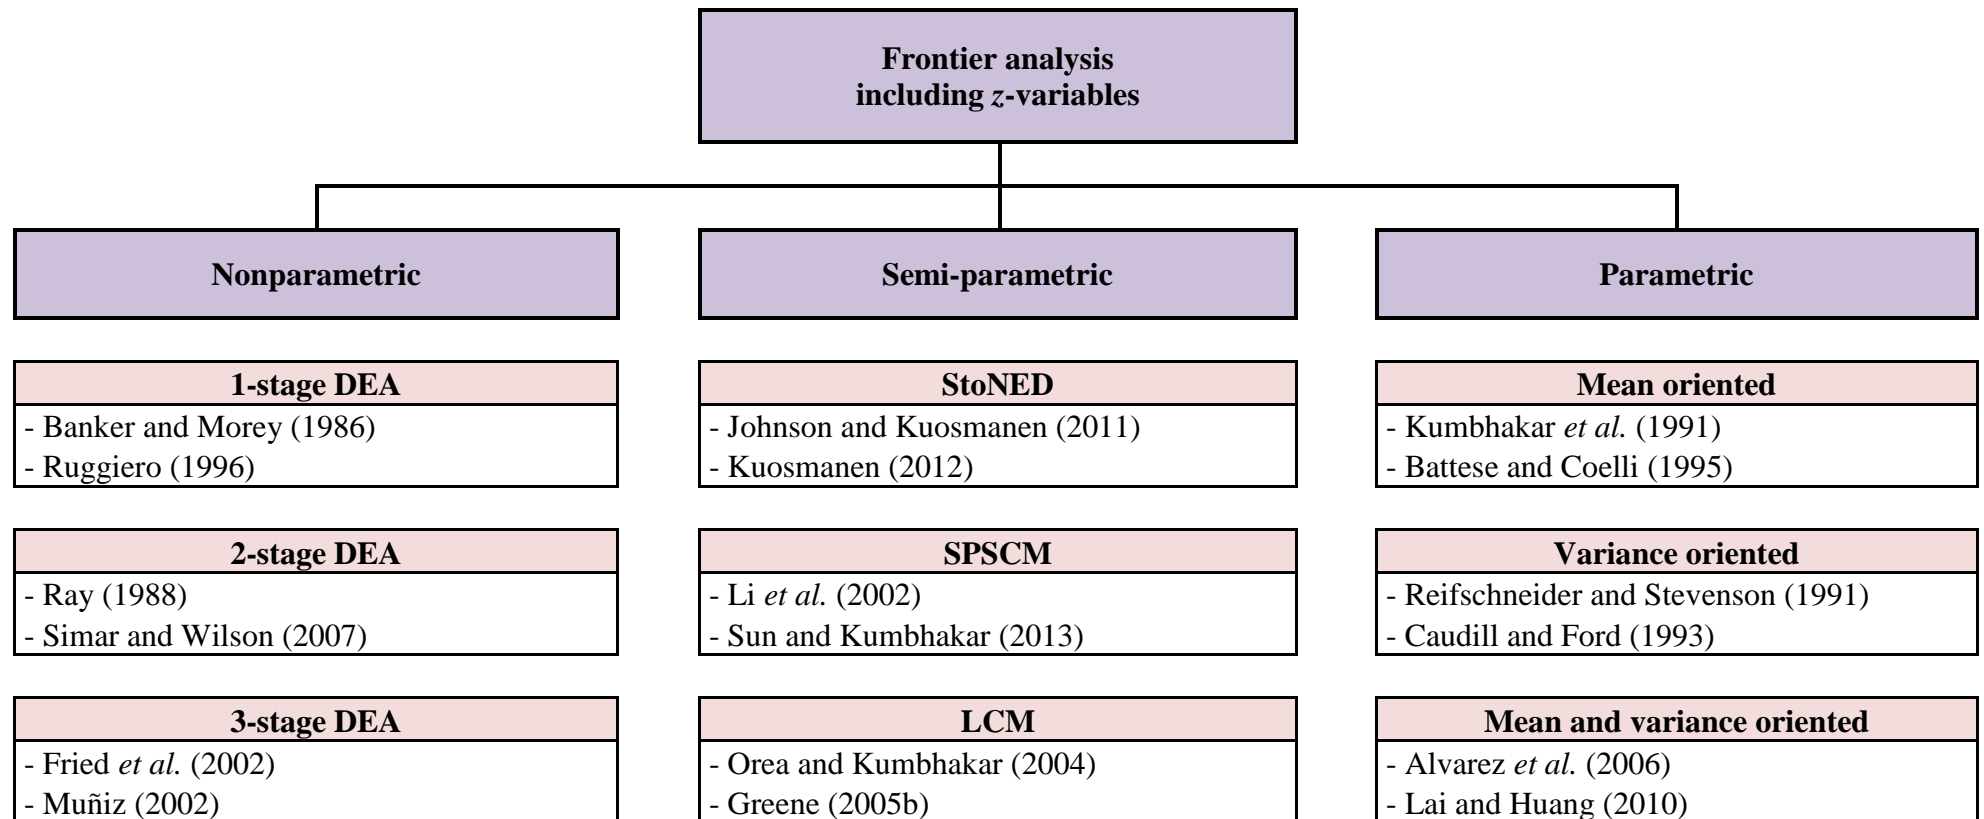 Frontier analysis
including z-variables
Nonparametric
Semi-parametric
Parametric
1-stage DEA
- Banker and Morey (1986)
- Ruggiero (1996)
StoNED
- Johnson and Kuosmanen (2011)
- Kuosmanen (2012)
Mean oriented
- Kumbhakar et al. (1991)
- Battese and Coelli (1995)
2-stage DEA
- Ray (1988)
- Simar and Wilson (2007)
SPSCM
- Li et al. (2002)
- Sun and Kumbhakar (2013)
Variance oriented
- Reifschneider and Stevenson (1991)
- Caudill and Ford (1993)
3-stage DEA
- Fried et al. (2002)
- Muñiz (2002)
LCM
- Orea and Kumbhakar (2004)
- Greene (2005b)
Mean and variance oriented
- Alvarez et al. (2006)
- Lai and Huang (2010)